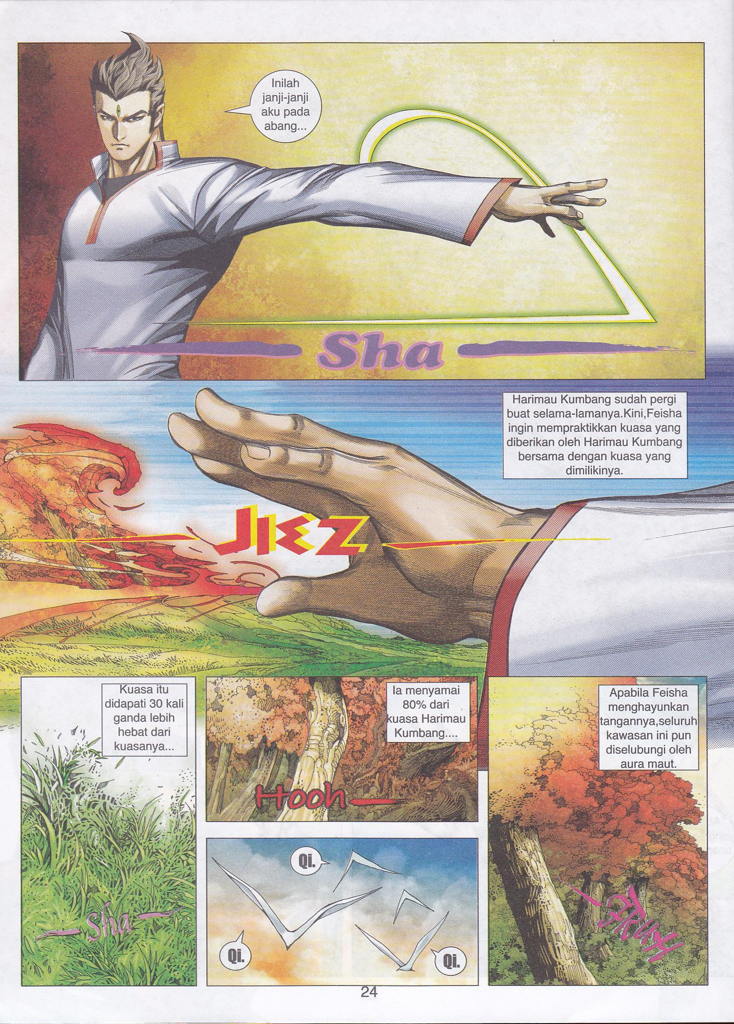 Inilah
janji-janji
aku pada
abang...
Sha
Harimau Kumbang sudah pergi
buat selama-lamanya.Kini,Feisha
ingin mempraktikkan kuasa yang
diberikan oleh Harimau Kumbang
bersama dengan kuasa yang
dimilikinya.
JIEZ
Kuasa itu
didapati 30 kali
ganda lebih
hebat dari
kuasanya...
Sha
Ia menyamai
80% dari
kuasa Harimau
Kumbang....
Hooh
Qi.
Qi.
Qi.
Apabila Feisha
menghayunkan
tangannya,seluruh
kawasan ini pun
diselubungi oleh
aura maut.
24